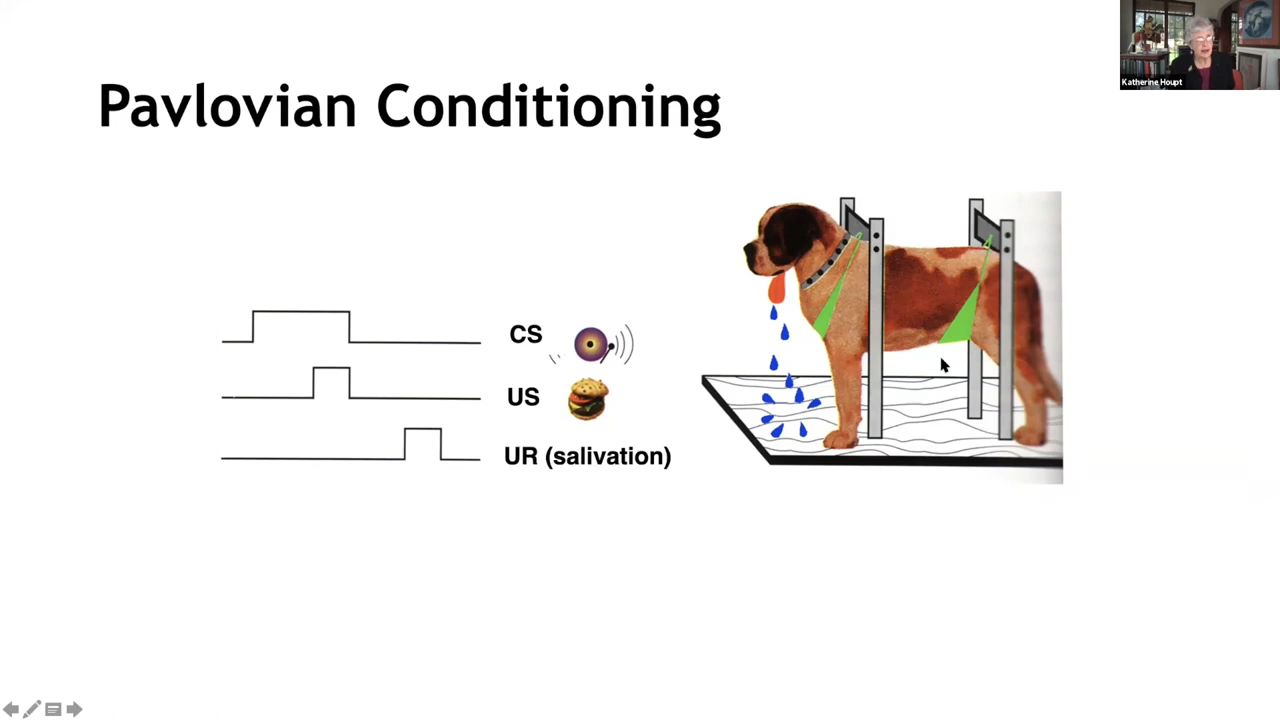 Katherine Houpt
Pavlovian Conditioning
CS
US
UR (salivation)